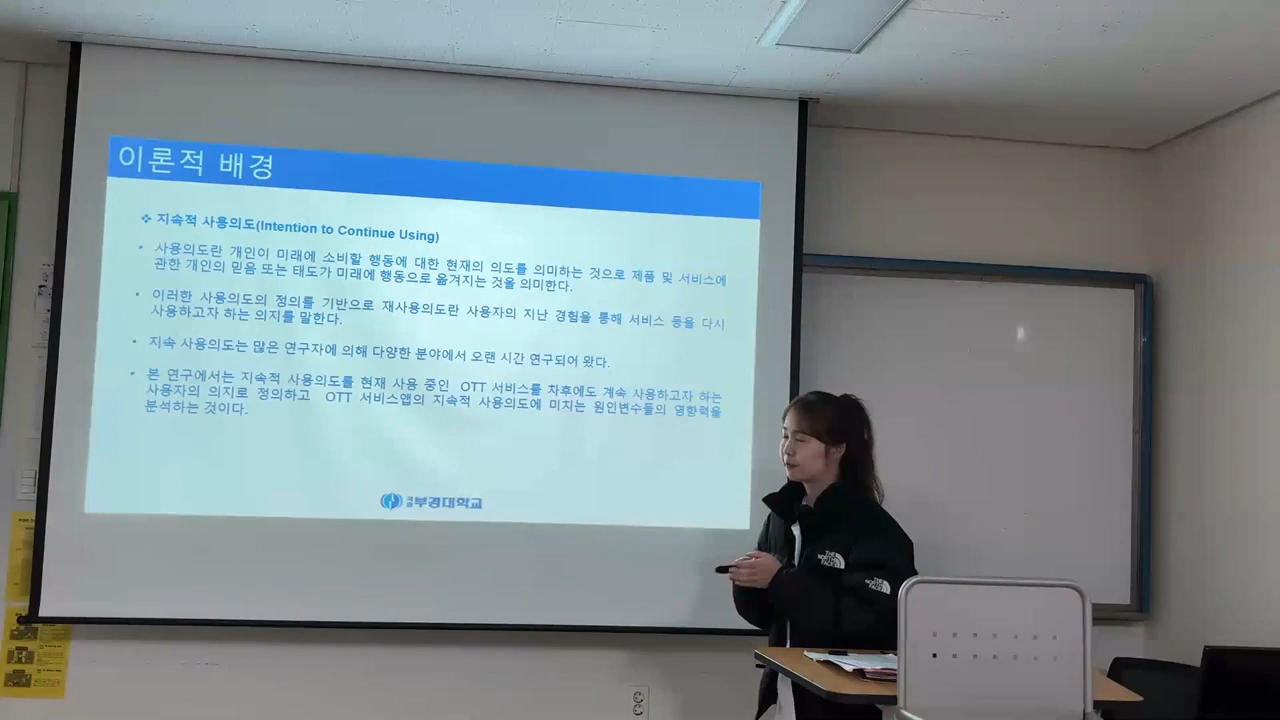 이론적 배경
❖ 지속적 사용의도(Intention to Continue Using)
• 사용의도란 개인이 미래에 소비할 행동에 대한 현재의 의도를 의미하는 것으로 제품 및 서비스에
관한 개인의 믿음 또는 태도가 미래에 행동으로 옮겨지는 것을 의미한다.
• 이러한 사용의도의 정의를 기반으로 재사용의도란 사용자의 지난 경험을 통해 서비스 등을 다시
사용하고자 하는 의지를 말한다.
• 지속 사용의도는 많은 연구자에 의해 다양한 분야에서 오랜 시간 연구되어 왔다.
• 본 연구에서는 지속적 사용의도를 현재 사용 중인 OTT 서비스를 차후에도 계속 사용하고자 하는
사용자의 의지로 정의하고 OTT 서비스앱의 지속적 사용의도에 미치는 원인변수들의 영향력을
분석하는 것이다.
부경대학교
THE
NORTH
FACE
THE
NORTH
FACE